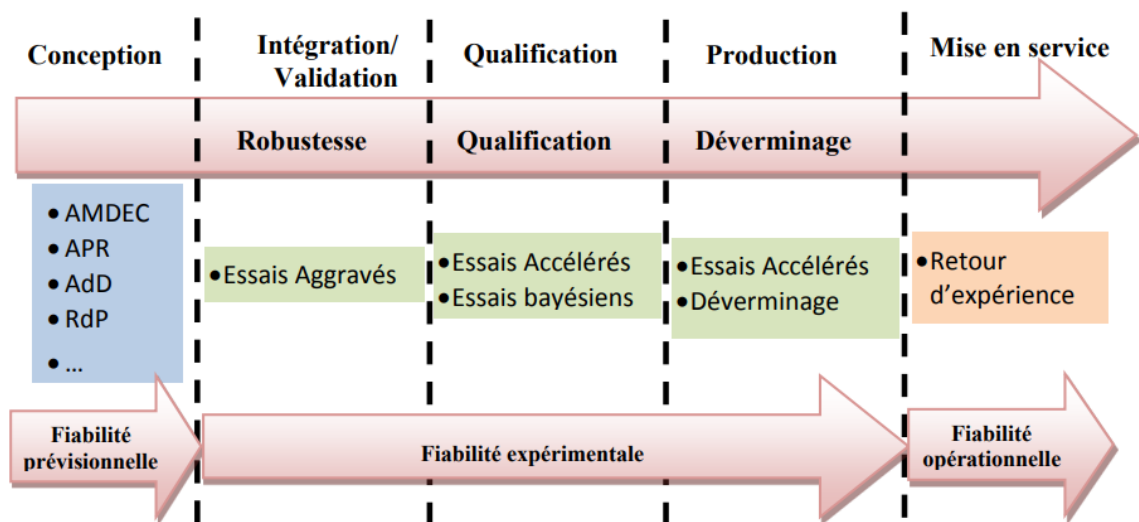 Conception
Intégration/
Validation
Qualification
Production
Mise en service
Robustesse
Qualification
Déverminage
• AMDEC
• APR
• AdD
• RdP
• ...
•Essais Aggravés
•Essais Accélérés
•Essais bayésiens
•Essais Accélérés
•Déverminage
•Retour
d’expérience
Fiabilité
prévisionnelle
Fiabilité expérimentale
Fiabilité
opérationnelle